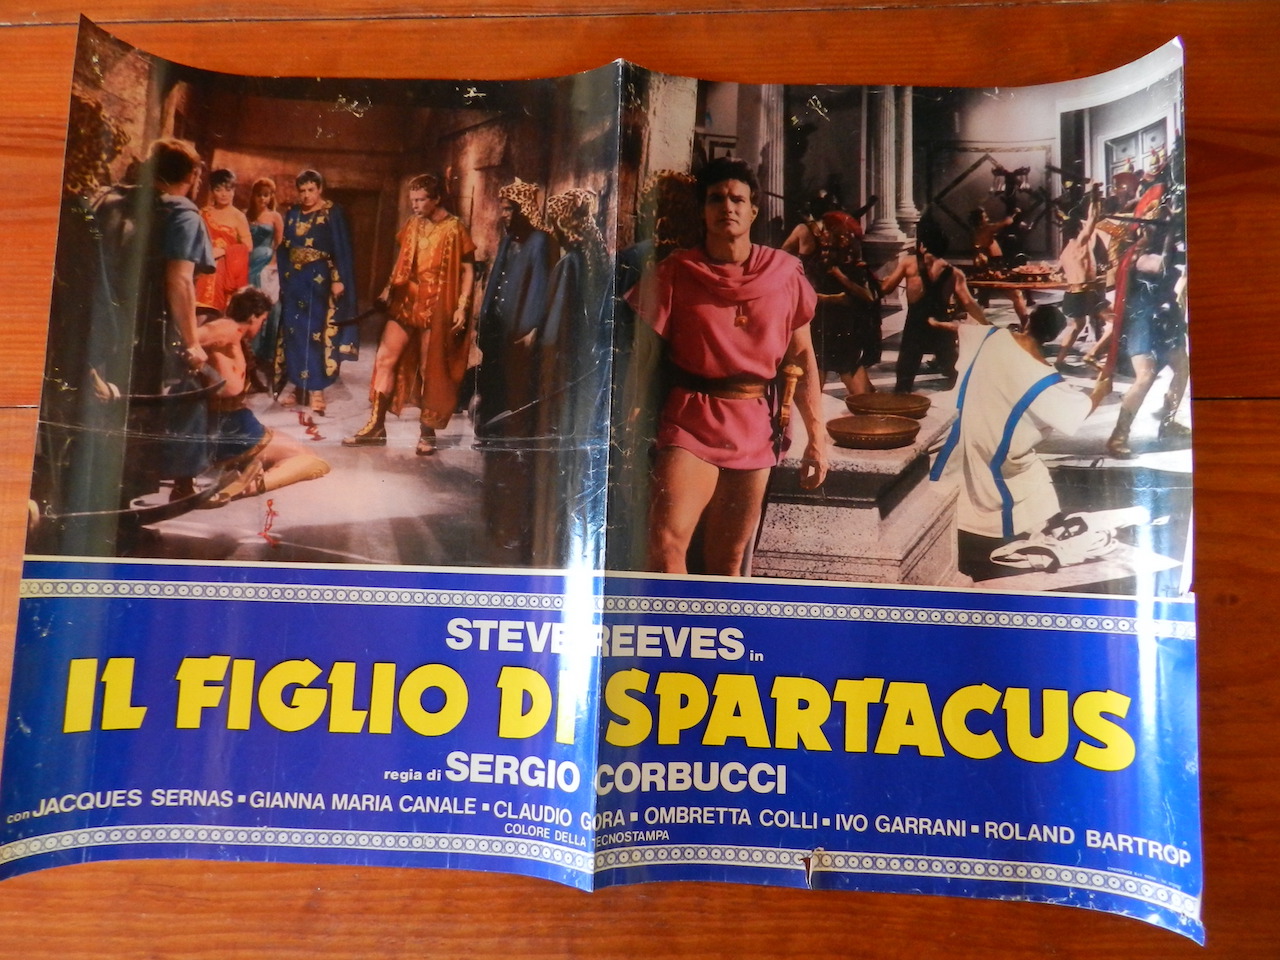 STEVE REEVES in
IL FIGLIO DI SPARTACUS
regia di SERGIO CORBUCCI
con JACQUES SERNAS ▪ GIANNA MARIA CANALE ▪ CLAUDIO GORA ▪ OMBRETTA COLLI ▪ IVO GARRANI ▪ ROLAND BARTROP
COLORE DELLA TECNOSTAMPA